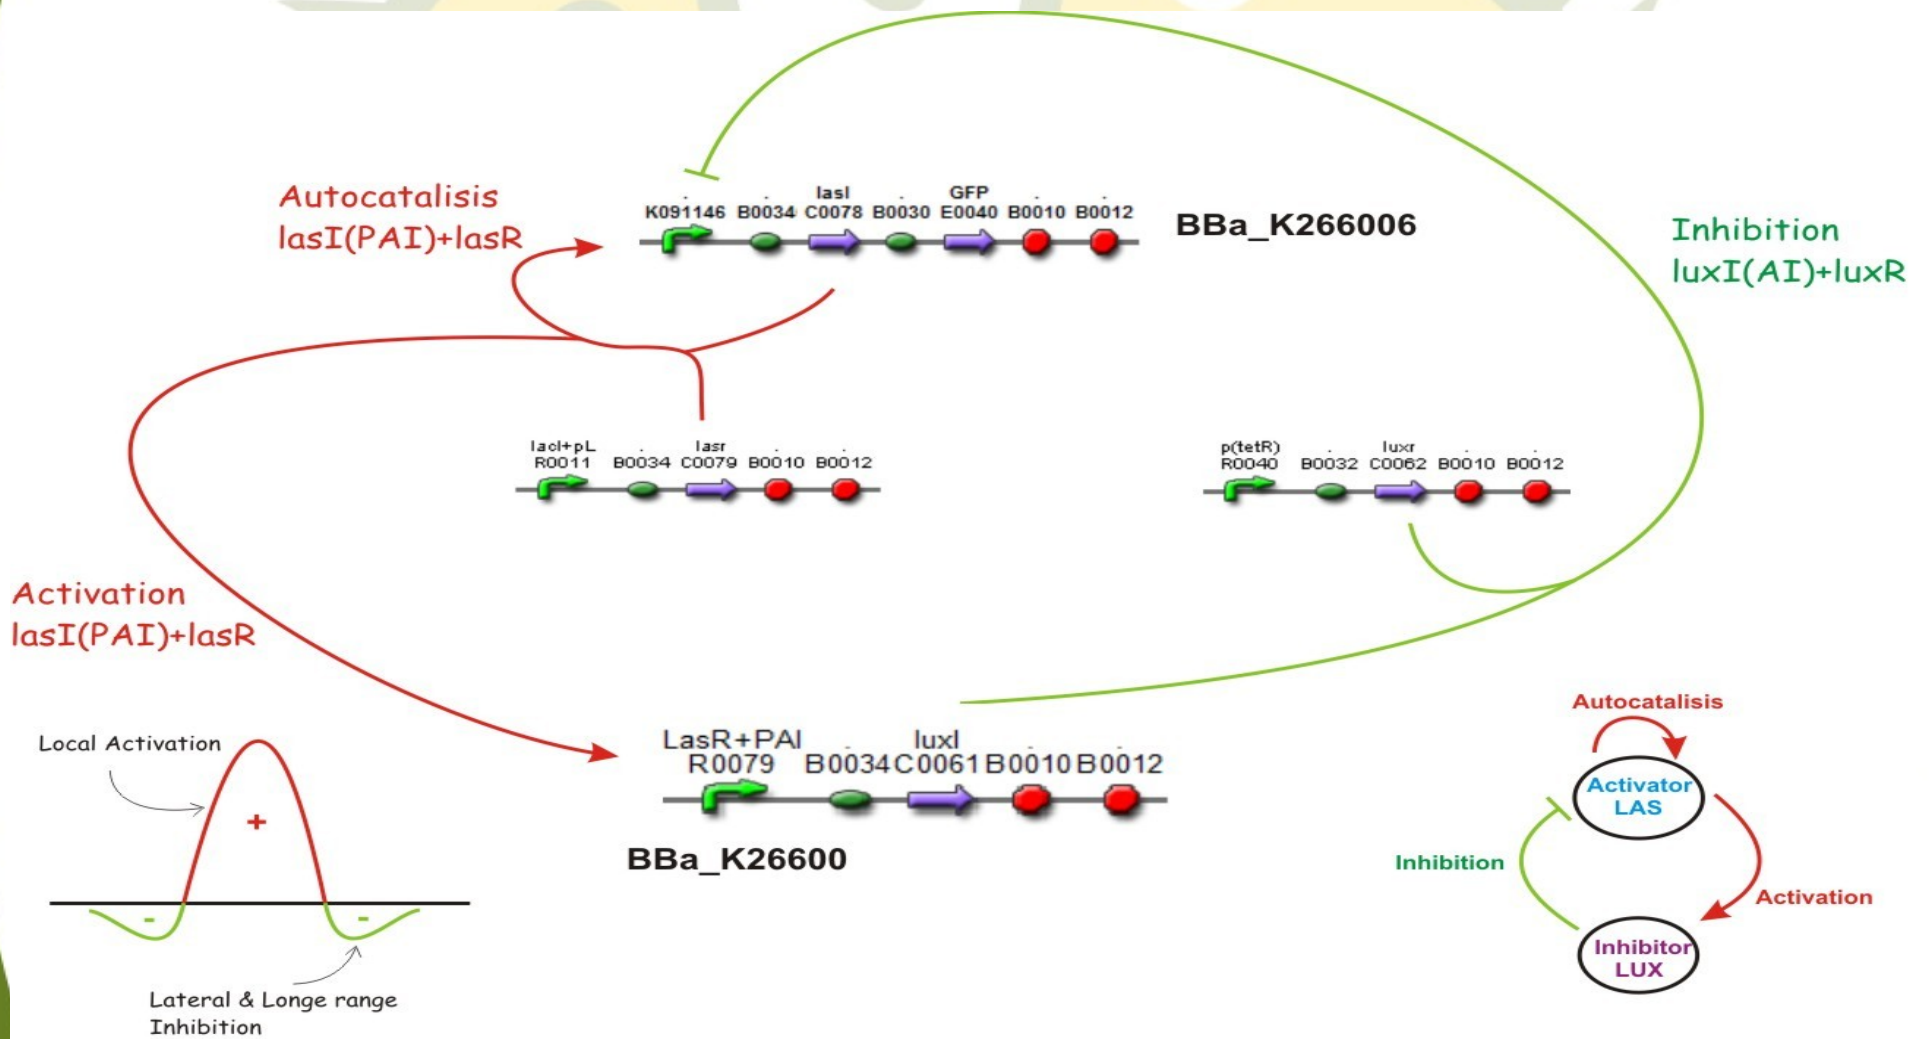 Autocatalisis
lasI(PAI)+lasR
lasI GFP
K091146 B0034 C0078 B0030 E0040 B0010 B0012
BBa_K266006
Inhibition
luxI(AI)+luxR
lacI+pL lasr
R0011 B0034 C0079 B0010 B0012
p(tetR) luxr
R0040 B0032 C0062 B0010 B0012
Activation
lasI(PAI)+lasR
LasR+PAI luxI
R0079 B0034 C0061 B0010 B0012
BBa_K26600
Local Activation
+
- -
Lateral & Longe range
Inhibition
Autocatalisis
Activator
LAS
Inhibition
Activation
Inhibitor
LUX